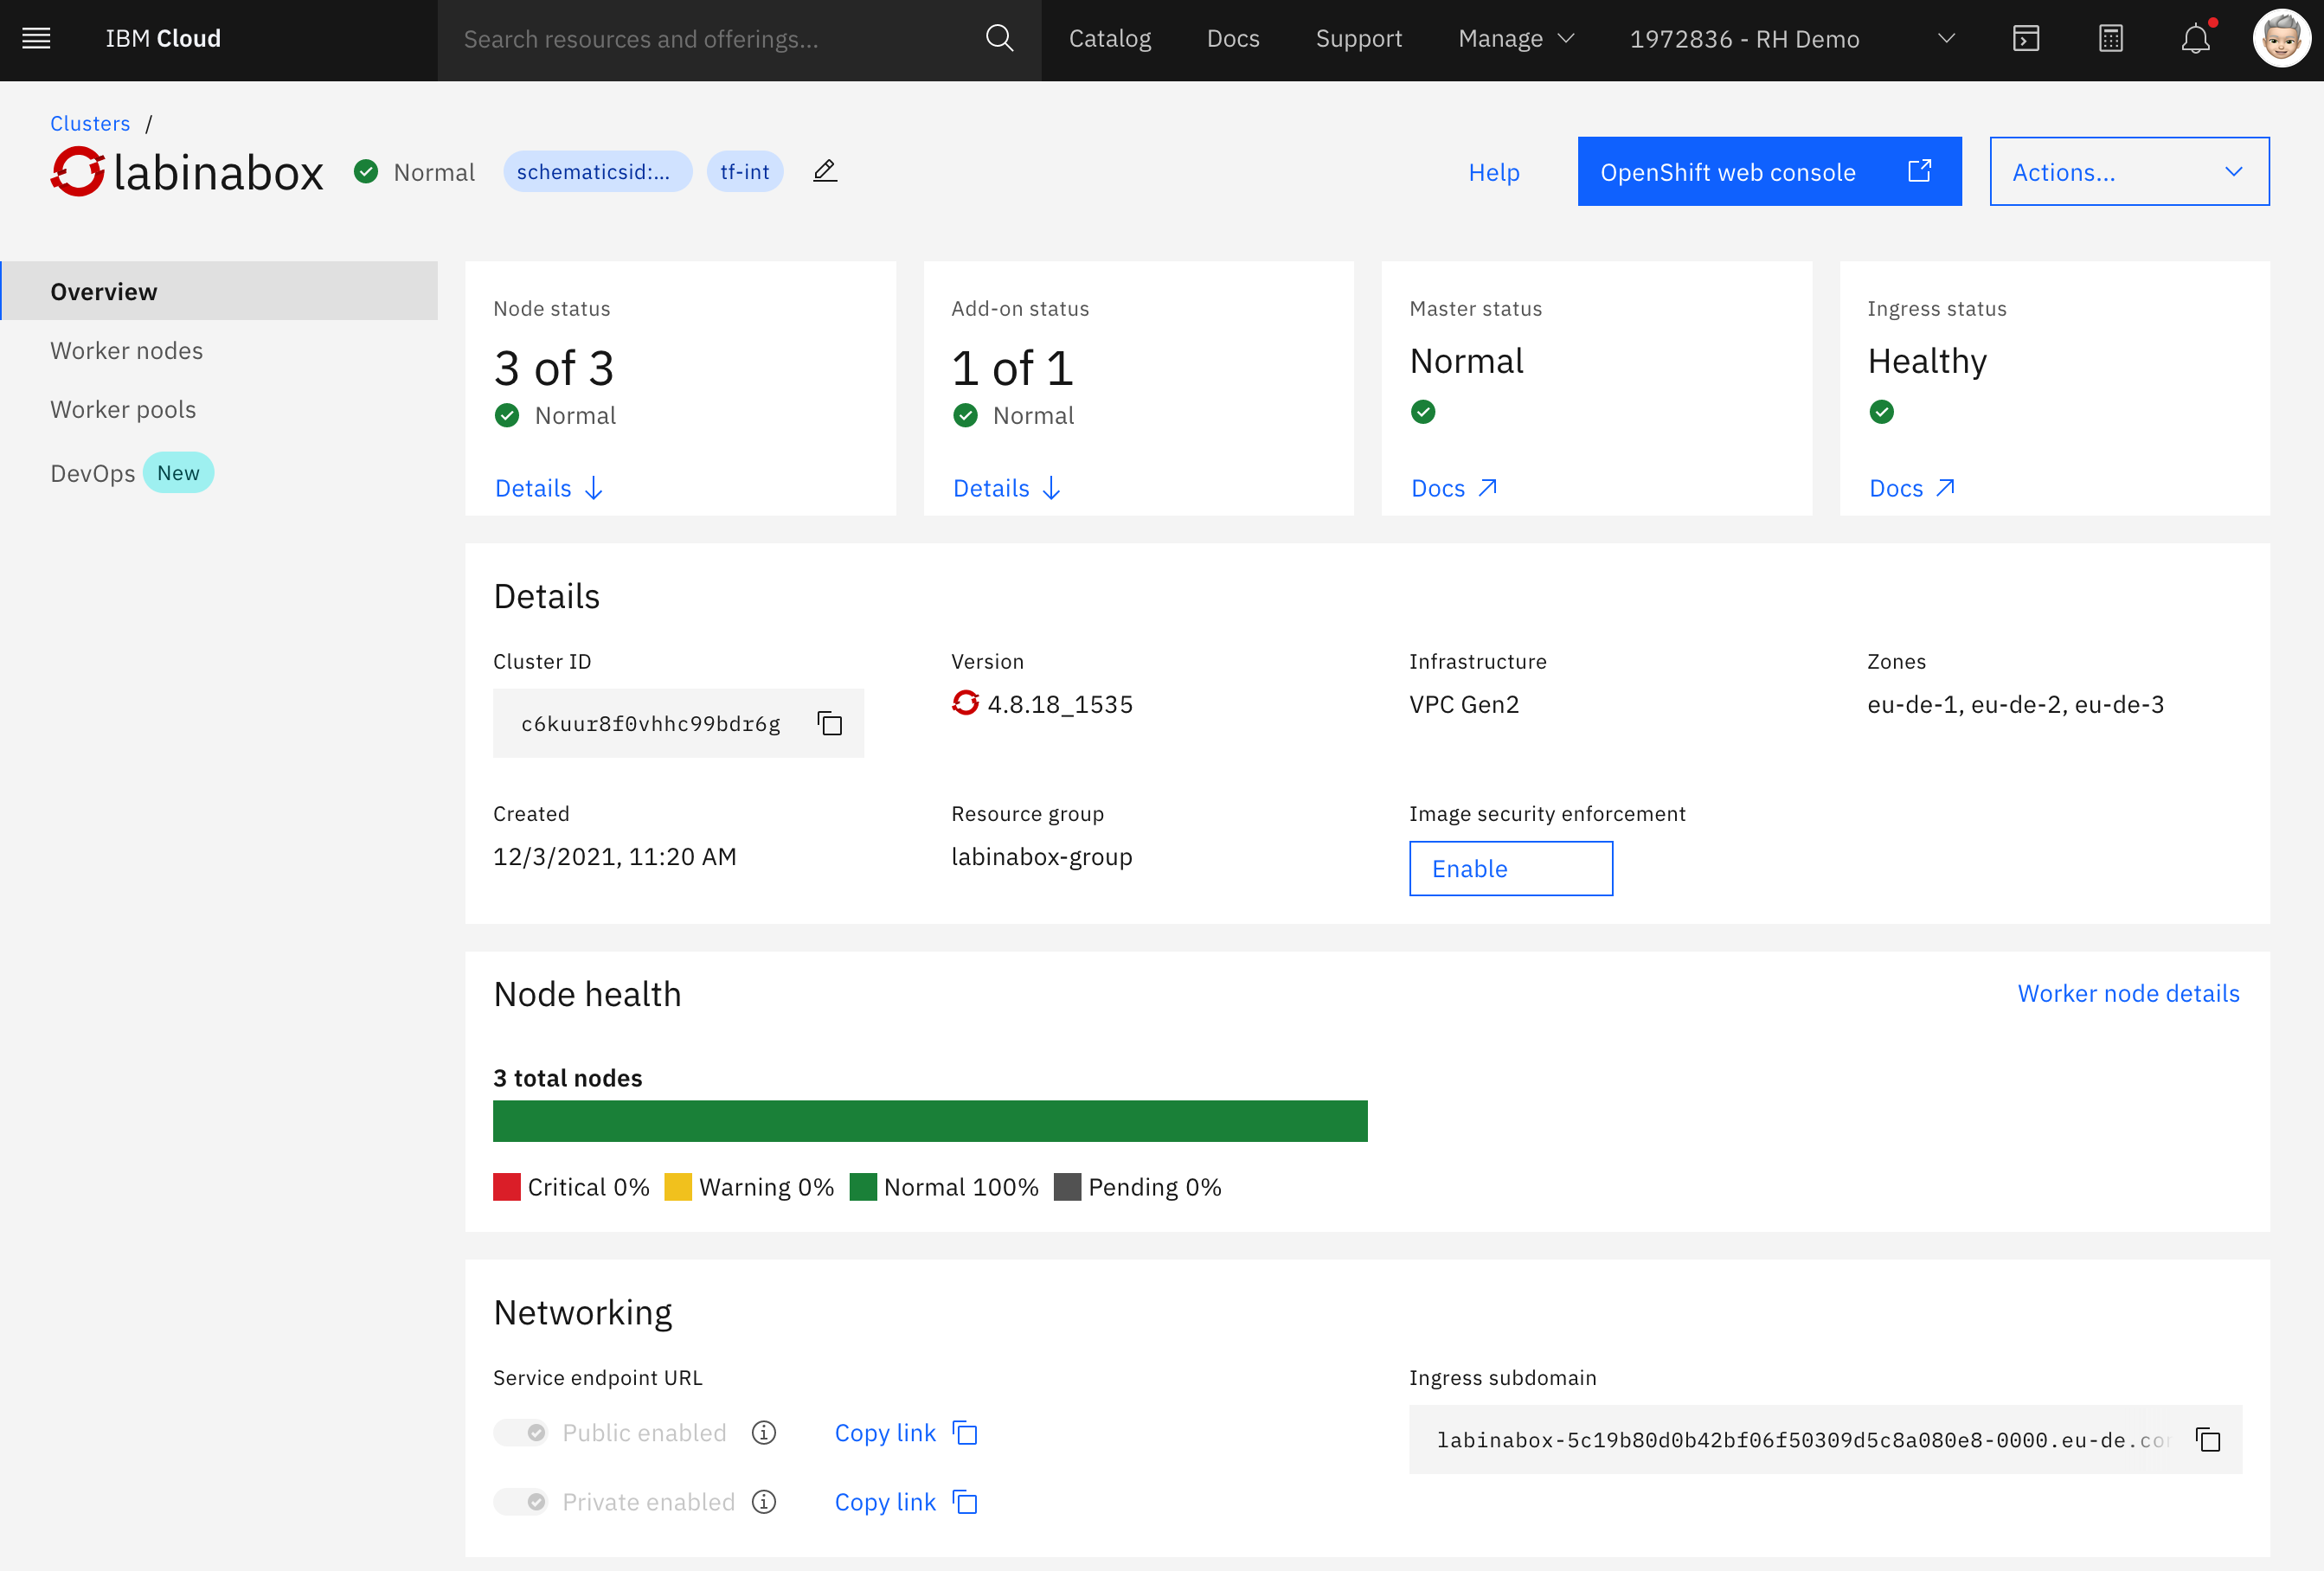 IBM Cloud
Search resources and offerings...
Catalog
Docs
Support
Manage
1972836 - RH Demo
Clusters /
labinabox
Normal
schematicsid:...
tf-int
Help
OpenShift web console
Actions...
Overview
Worker nodes
Worker pools
DevOps New
Node status
3 of 3
Normal
Details
Add-on status
1 of 1
Normal
Details
Master status
Normal
Docs
Ingress status
Healthy
Docs
Details
Cluster ID
c6kuur8f0vhhc99bdr6g
Version
4.8.18_1535
Infrastructure
VPC Gen2
Zones
eu-de-1, eu-de-2, eu-de-3
Created
12/3/2021, 11:20 AM
Resource group
labinabox-group
Image security enforcement
Enable
Node health
Worker node details
3 total nodes
Critical 0% Warning 0% Normal 100% Pending 0%
Networking
Service endpoint URL
Public enabled
Copy link
Private enabled
Copy link
Ingress subdomain
labinabox-5c19b80d0b42bf06f50309d5c8a080e8-0000.eu-de.co